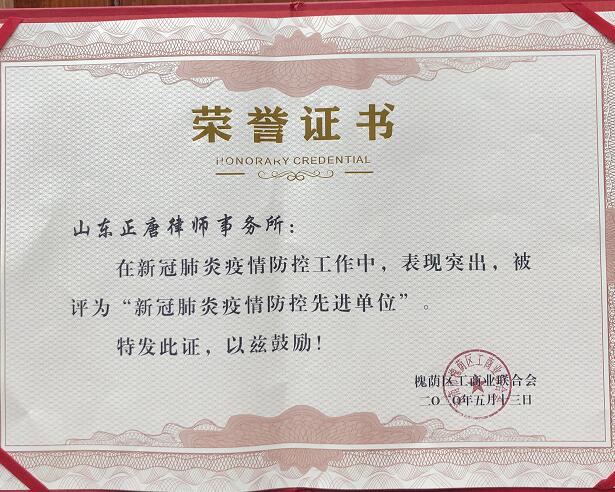 荣誉证书
HONORARY CREDENTIAL
山东正唐律师事务所：
在新冠肺炎疫情防控工作中，表现突出，被
评为“新冠肺炎疫情防控先进单位”。
特发此证，以兹鼓励！
槐荫区工商业联合会
二〇二〇年五月十三日